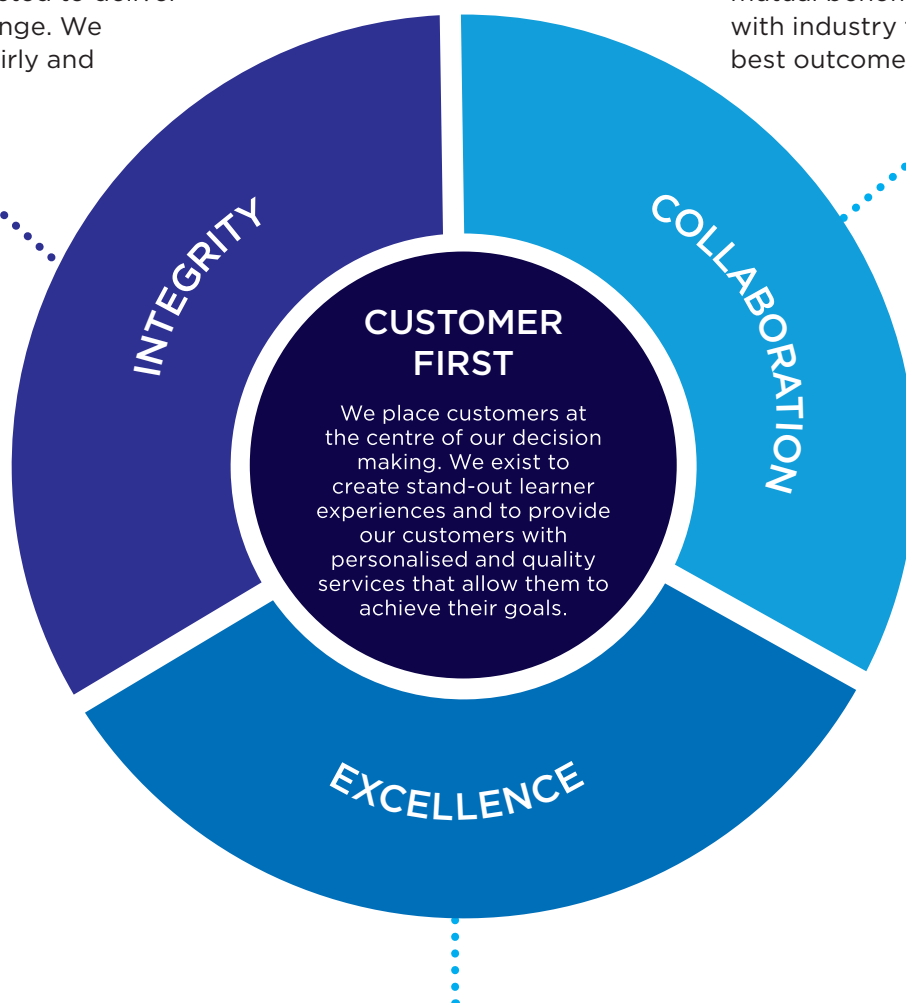 to deliver
nge. We
irly and
with industry
best outcome
INTEGRITY
COLLABORATION
CUSTOMER
FIRST
We place customers at
the centre of our decision
making. We exist to
create stand-out learner
experiences and to provide
our customers with
personalised and quality
services that allow them to
achieve their goals.
EXCELLENCE